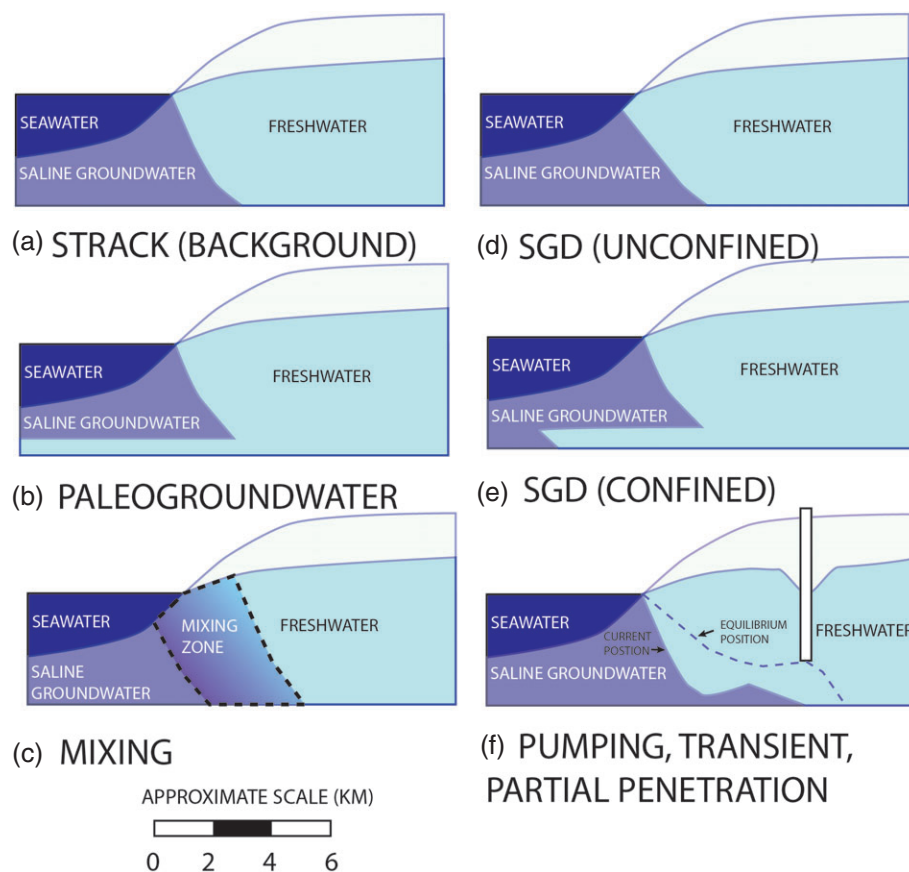 SEAWATER
FRESHWATER
SALINE GROUNDWATER
(a) STRACK (BACKGROUND)
SEAWATER
FRESHWATER
SALINE GROUNDWATER
(b) PALEOGROUNDWATER
SEAWATER
MIXING
ZONE
FRESHWATER
SALINE
GROUNDWATER
(c) MIXING
APPROXIMATE SCALE (KM)
0 2 4 6
SEAWATER
FRESHWATER
SALINE GROUNDWATER
(d) SGD (UNCONFINED)
SEAWATER
FRESHWATER
SALINE GROUNDWATER
(e) SGD (CONFINED)
SEAWATER
EQUILIBRIUM
POSITION
CURRENT
POSTION
FRESHWATER
SALINE GROUNDWATER
(f) PUMPING, TRANSIENT,
PARTIAL PENETRATION